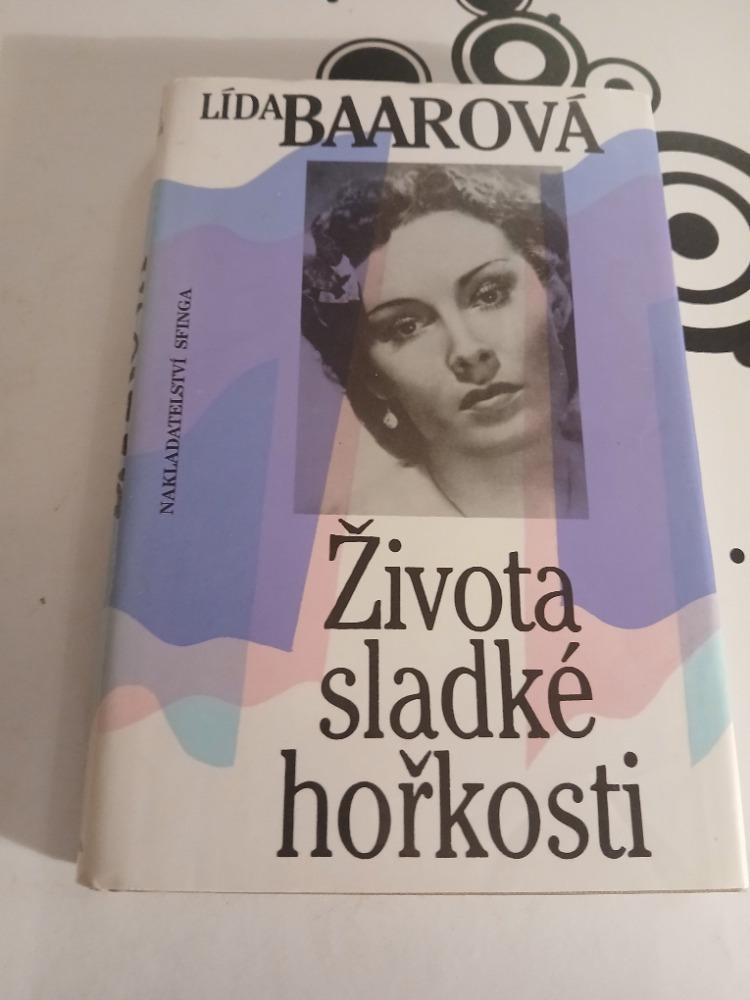 LÍDA BAAROVÁ
NAKLADATELSTVÍ SFINGA
Života
sladké
hořkosti